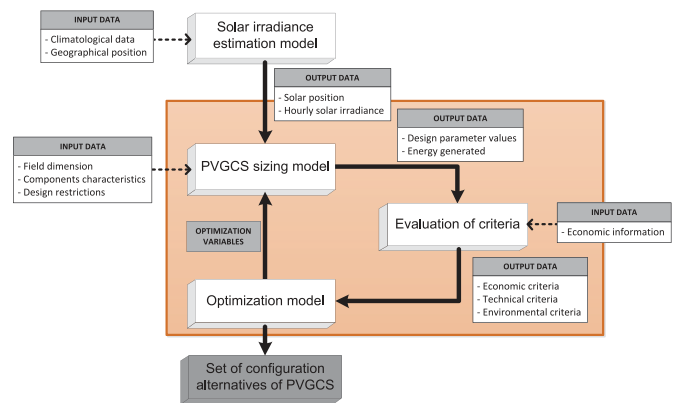 INPUT DATA
- Climatological data
- Geographical position
Solar irradiance
estimation model
OUTPUT DATA
- Solar position
- Hourly solar irradiance
OUTPUT DATA
- Design parameter values
- Energy generated
INPUT DATA
- Field dimension
- Components characteristics
- Design restrictions
PVGCS sizing model
OPTIMIZATION
VARIABLES
Evaluation of criteria
INPUT DATA
- Economic information
OUTPUT DATA
- Economic criteria
- Technical criteria
- Environmental criteria
Optimization model
Set of configuration
alternatives of PVGCS